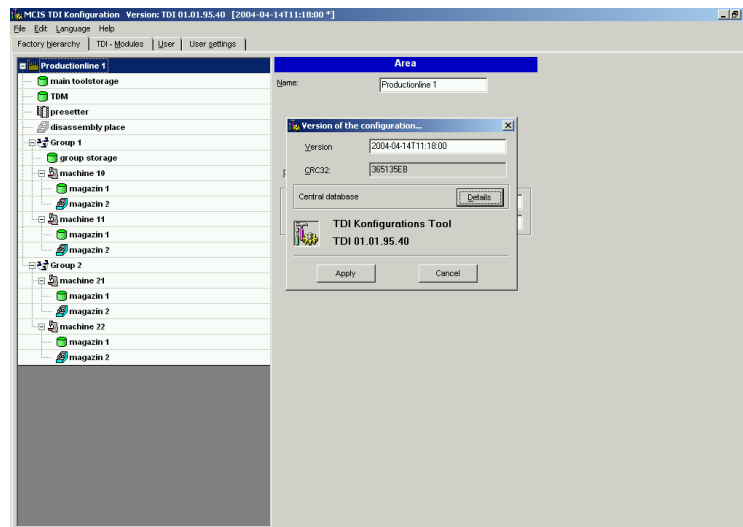 MCIS TDI Konfiguration Version: TDI 01.01.95.40 [2004-04-14T11:18:00 *]
File Edit Language Help
Factory hierarchy TDI - Modules User User settings
Productionline 1
main toolstorage
TDM
presetter
disassembly place
Group 1
group storage
machine 10
magazin 1
magazin 2
machine 11
magazin 1
magazin 2
Group 2
machine 21
magazin 1
magazin 2
machine 22
magazin 1
magazin 2
Area
Name: Productionline 1
Version of the configuration...
Version 2004-04-14T11:18:00
CRC32: 365135EB
Central database Details
TDI Konfigurations Tool
TDI 01.01.95.40
Apply Cancel